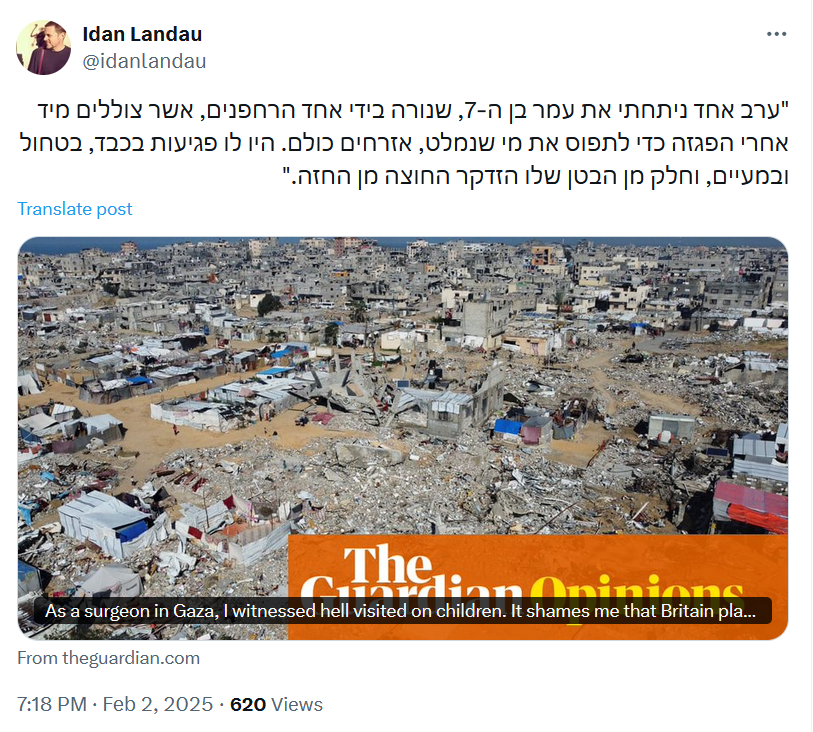 Idan Landau
@idanlandau
"ערב אחד ניתחתי את עמר בן ה-7, שנורה בידי אחד הרחפנים, אשר צוללים מיד
אחרי הפגזה כדי לתפוס את מי שנמלט, אזרחים כולם. היו לו פגיעות בכבד, בטחול
ובמעיים, וחלק מן הבטן שלו הזדקר החוצה מן החזה."
Translate post
The
Guardian Opinions
As a surgeon in Gaza, I witnessed hell visited on children. It shames me that Britain pla...
From theguardian.com
7:18 PM · Feb 2, 2025 · 620 Views